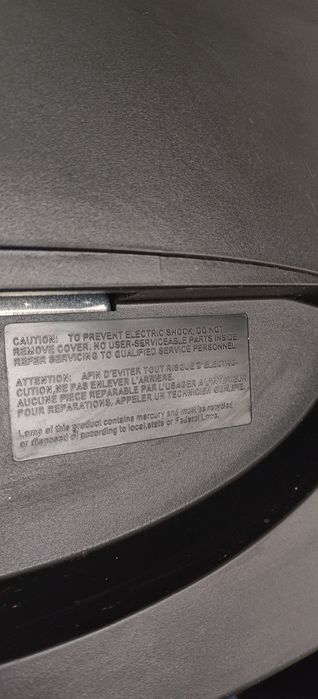 CAUTION: TO PREVENT ELECTRIC SHOCK, DO NOT
REMOVE COVER. NO USER-SERVICEABLE PARTS INSIDE
REFER SERVICING TO QUALIFIED SERVICE PERSONNEL
ATTENTION: AFIN D'EVITER TOUT RISQUE D'ELECTRO-
CUTION,NE PAS ENLEVER L'ARRIERE.
AUCUNE PIECE REPARABLE PAR L'USAGER A L'INTERIEUR.
POUR REPARATIONS, APPELER UN TECHNICIEN QUALIFIE.
Lamp of this product contains mercury and must be recycled
or disposed of according to local,state or Federal Laws.